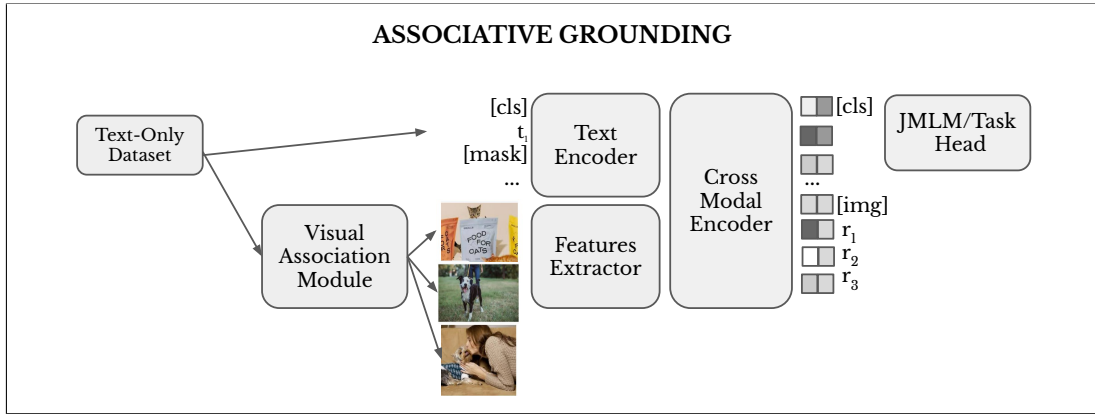 ASSOCIATIVE GROUNDING
Text-Only
Dataset
[cls]
t₁
[mask]
...
Text
Encoder
Visual
Association
Module
FOOD
FOR
CATS
Features
Extractor
Cross
Modal
Encoder
[cls]
...
[img]
r₁
r₂
r₃
JMLM/Task
Head